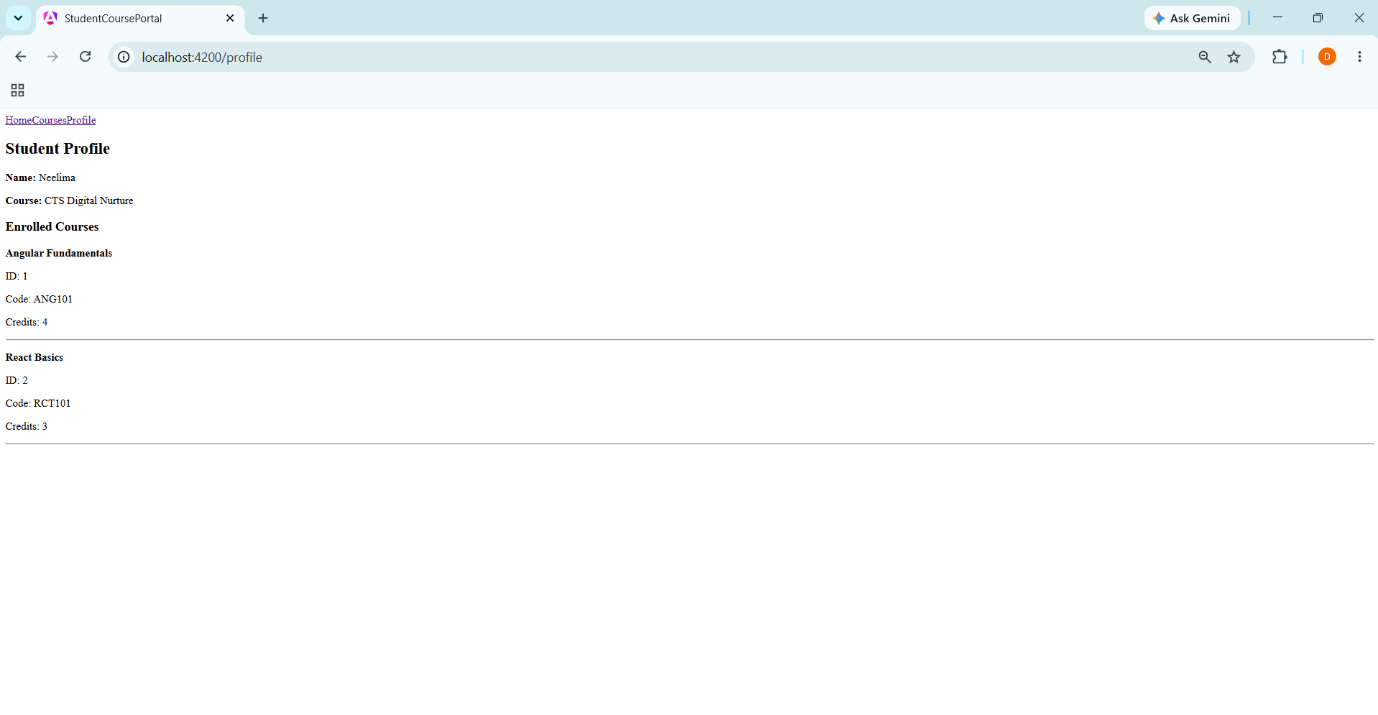 StudentCoursePortal
Ask Gemini
localhost:4200/profile
D
HomeCoursesProfile
Student Profile
Name: Neelima
Course: CTS Digital Nurture
Enrolled Courses
Angular Fundamentals
ID: 1
Code: ANG101
Credits: 4
React Basics
ID: 2
Code: RCT101
Credits: 3